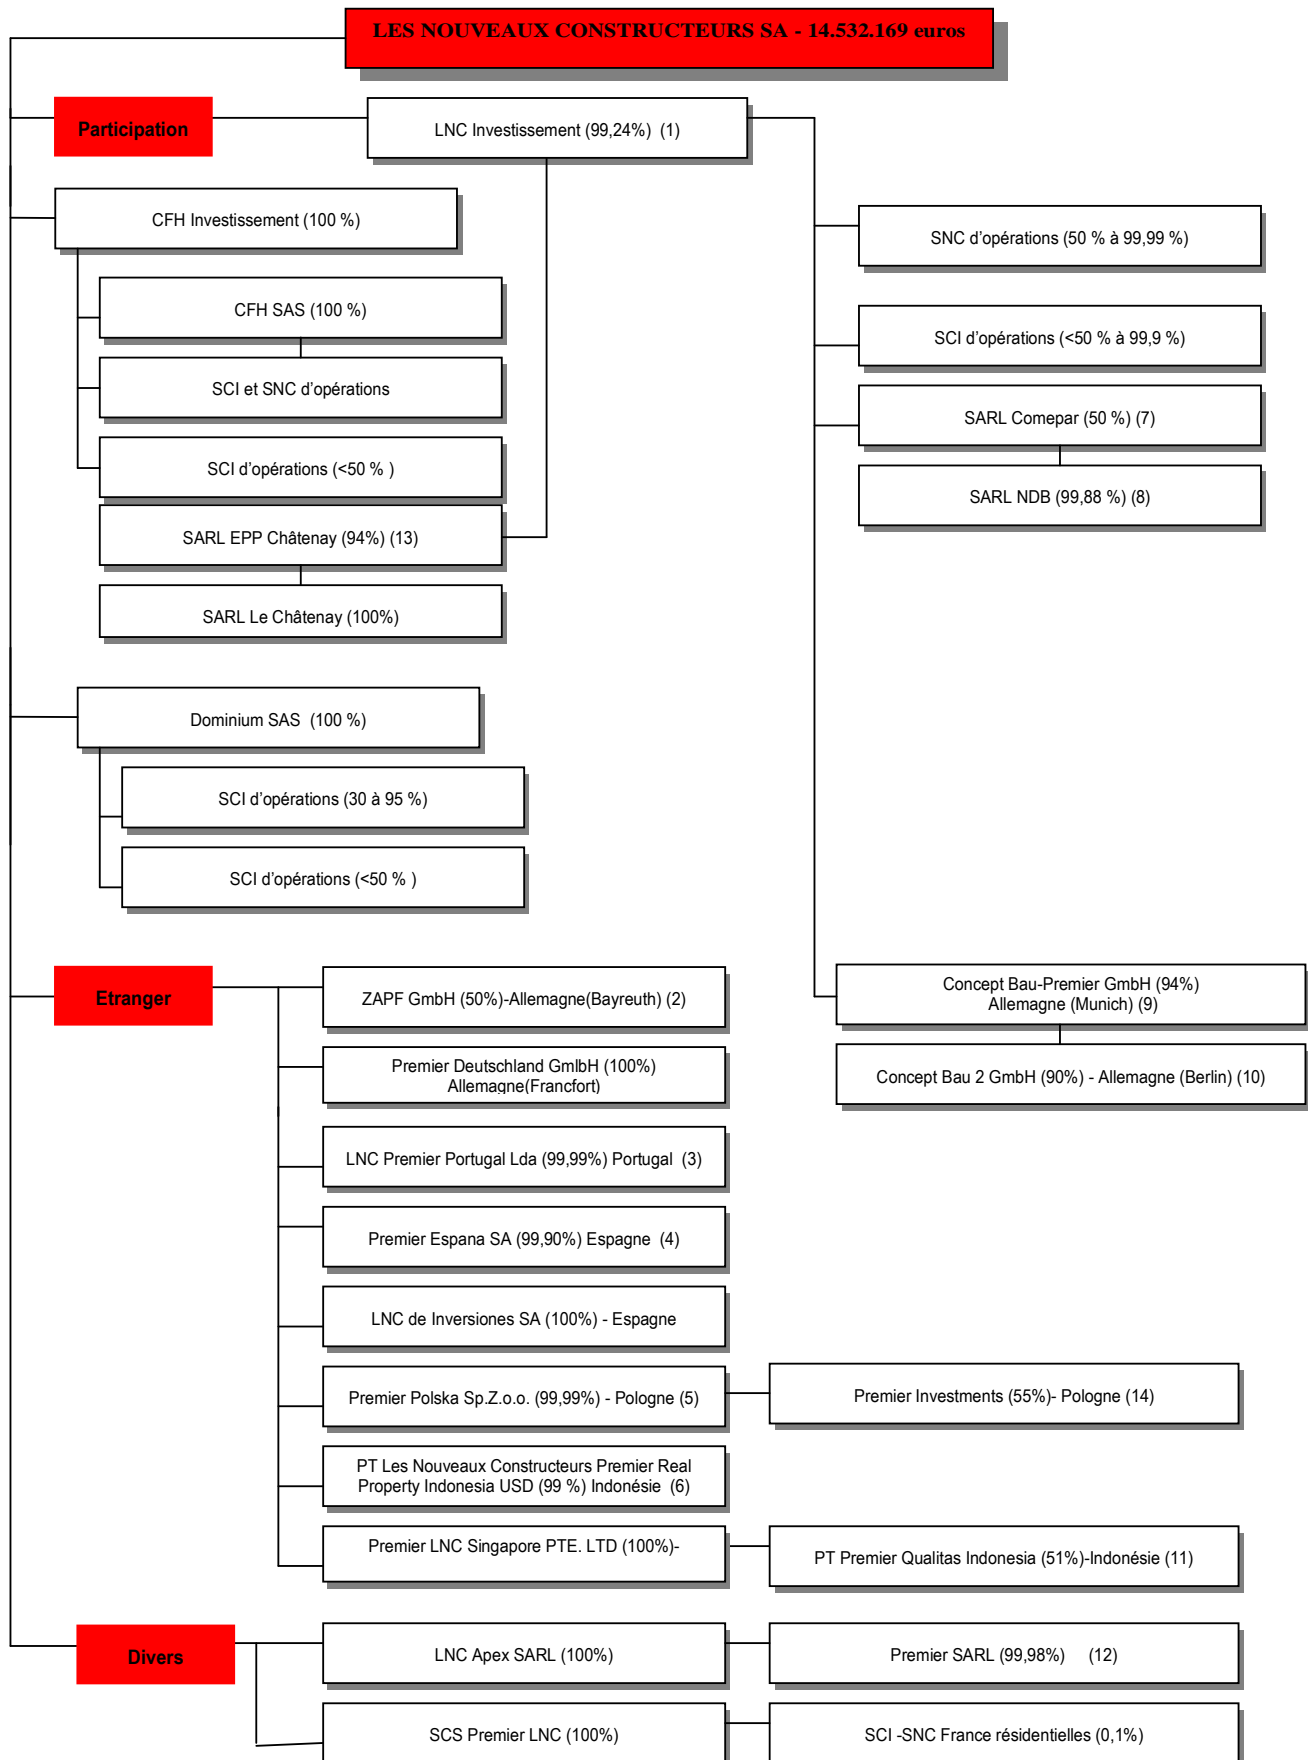 LES NOUVEAUX CONSTRUCTEURS SA - 14.532.169 euros
Participation
LNC Investissement (99,24%) (1)
CFH Investissement (100 %)
SNC d'opérations (50 % à 99,99 %)
CFH SAS (100 %)
SCI d'opérations (<50 % à 99,9 %)
SCI et SNC d'opérations
SARL Comepar (50 %) (7)
SCI d'opérations (<50 % )
SARL NDB (99,88 %) (8)
SARL EPP Châtenay (94%) (13)
SARL Le Châtenay (100%)
Dominium SAS (100 %)
SCI d'opérations (30 à 95 %)
SCI d'opérations (<50 % )
Etranger
ZAPF GmbH (50%)-Allemagne(Bayreuth) (2)
Concept Bau-Premier GmbH (94%)
Allemagne (Munich) (9)
Premier Deutschland GmlbH (100%)
Allemagne(Francfort)
Concept Bau 2 GmbH (90%) - Allemagne (Berlin) (10)
LNC Premier Portugal Lda (99,99%) Portugal (3)
Premier Espana SA (99,90%) Espagne (4)
LNC de Inversiones SA (100%) - Espagne
Premier Polska Sp.Z.o.o. (99,99%) - Pologne (5)
Premier Investments (55%)- Pologne (14)
PT Les Nouveaux Constructeurs Premier Real
Property Indonesia USD (99 %) Indonésie (6)
Premier LNC Singapore PTE. LTD (100%)-
PT Premier Qualitas Indonesia (51%)-Indonésie (11)
Divers
LNC Apex SARL (100%)
Premier SARL (99,98%) (12)
SCS Premier LNC (100%)
SCI -SNC France résidentielles (0,1%)